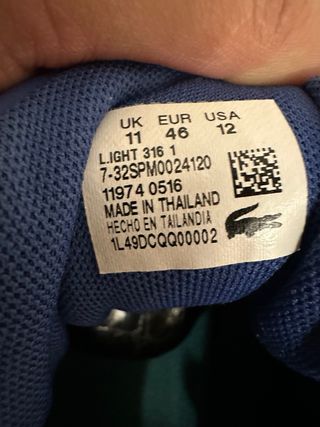 UK EUR USA
11 46 12
L.IGHT 316 1
7-32SPM0024120
11974 0516
MADE IN THAILAND
HECHO EN TAILANDIA
1L49DCQQ00002